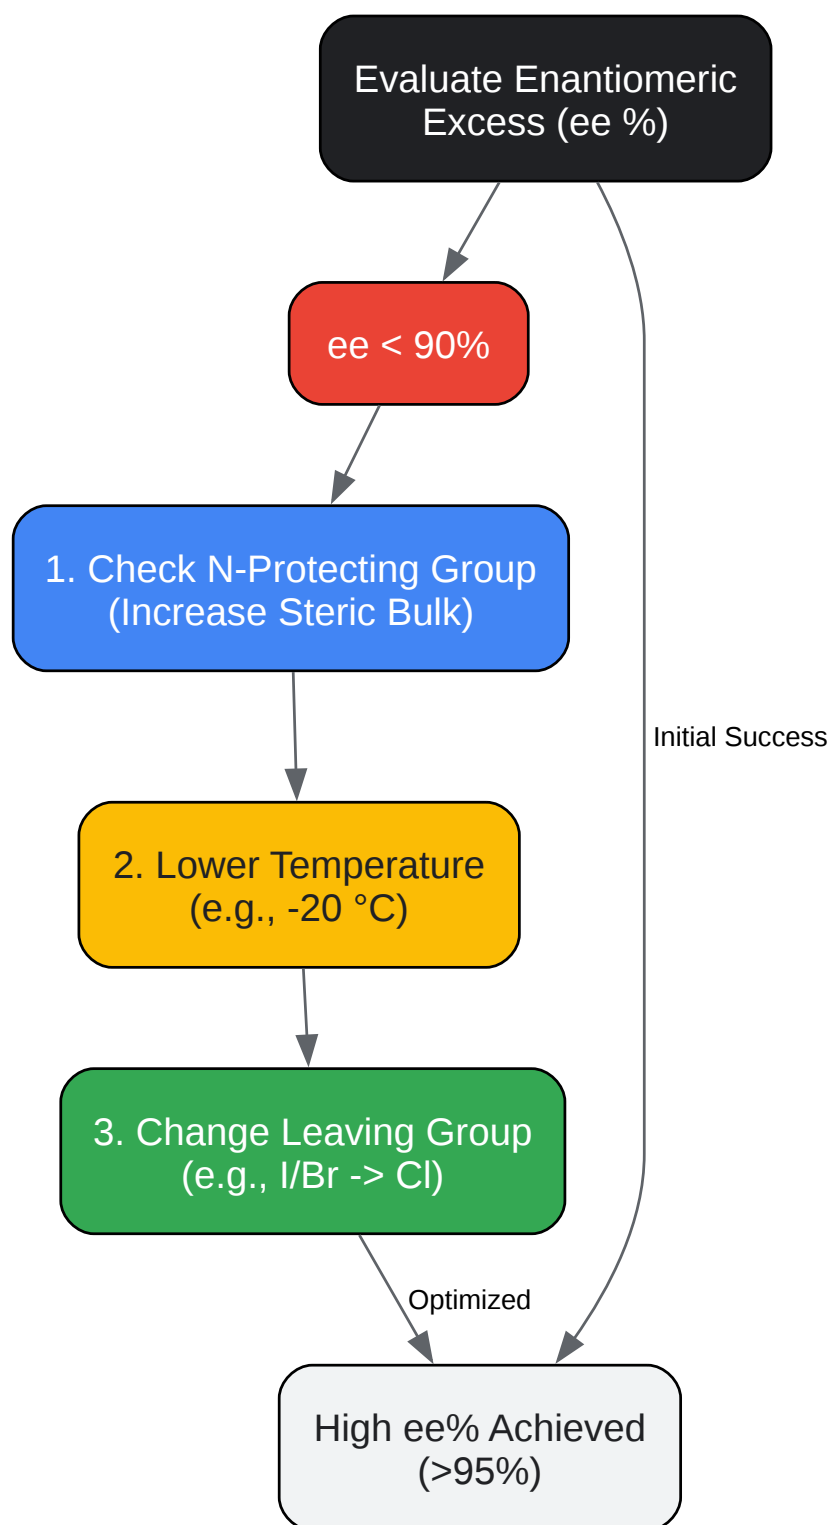 Evaluate Enantiomeric
Excess (ee %)
ee < 90%
1. Check N-Protecting Group
(Increase Steric Bulk)
Initial Success
2. Lower Temperature
(e.g., -20 °C)
3. Change Leaving Group
(e.g., I/Br -> Cl)
Optimized
High ee% Achieved
(>95%)